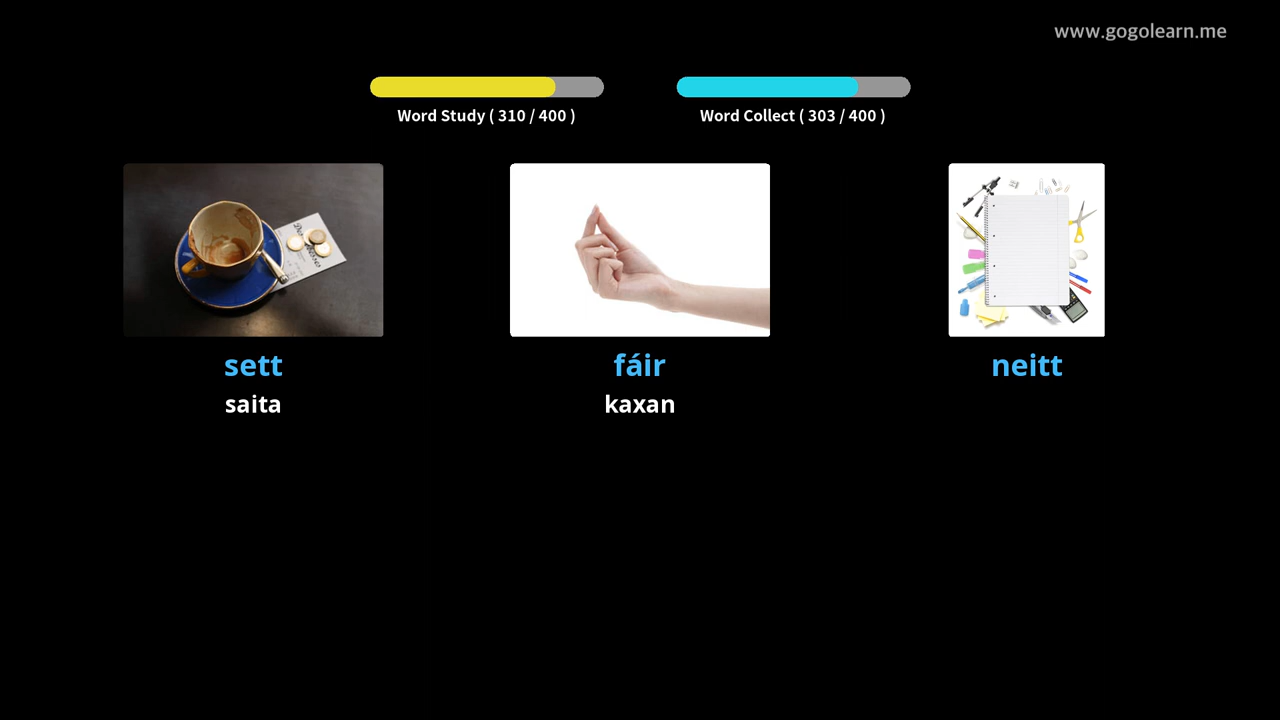 www.gogolearn.me
Word Study ( 310 / 400 )
Word Collect ( 303 / 400 )
sett
saita
fáir
kaxan
neitt